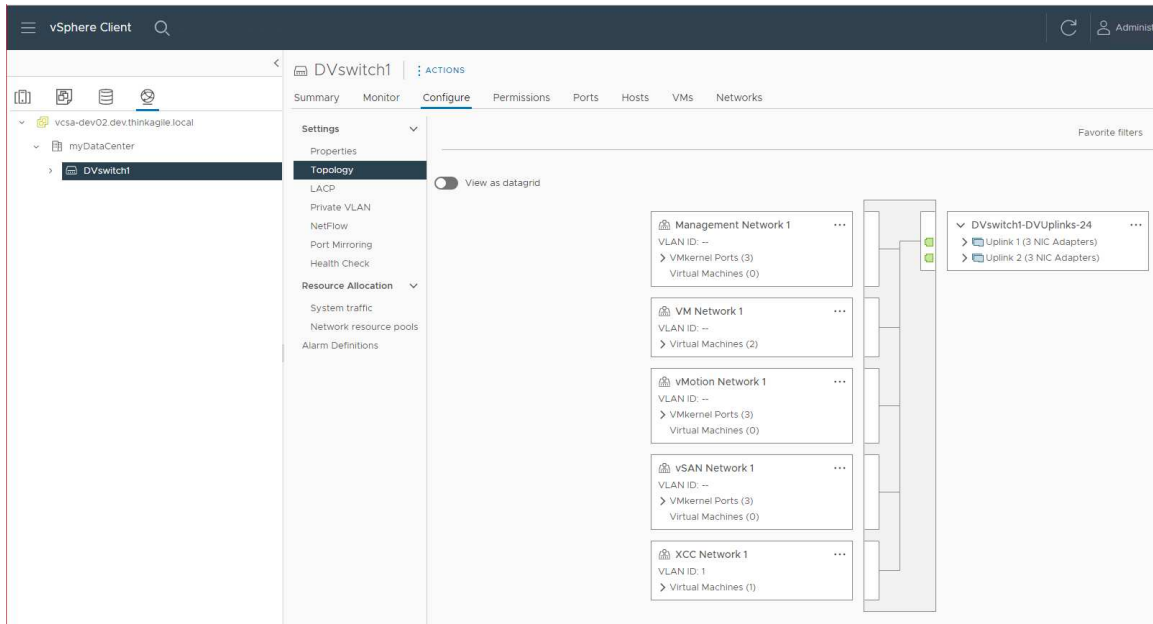 vSphere Client
Adminis
DVswitch1
ACTIONS
Summary Monitor Configure Permissions Ports Hosts VMs Networks
vcsa-dev02.dev.thinkagile.local
myDataCenter
DVswitch1
Settings
Properties
Topology
LACP
Private VLAN
NetFlow
Port Mirroring
Health Check
Resource Allocation
System traffic
Network resource pools
Alarm Definitions
Favorite filters
View as datagrid
Management Network 1 ...
VLAN ID: --
VMkernel Ports (3)
Virtual Machines (0)
VM Network 1 ...
VLAN ID: --
Virtual Machines (2)
vMotion Network 1 ...
VLAN ID: --
VMkernel Ports (3)
Virtual Machines (0)
vSAN Network 1 ...
VLAN ID: --
VMkernel Ports (3)
Virtual Machines (0)
XCC Network 1 ...
VLAN ID: 1
Virtual Machines (1)
DVswitch1-DVUplinks-24 ...
Uplink 1 (3 NIC Adapters)
Uplink 2 (3 NIC Adapters)